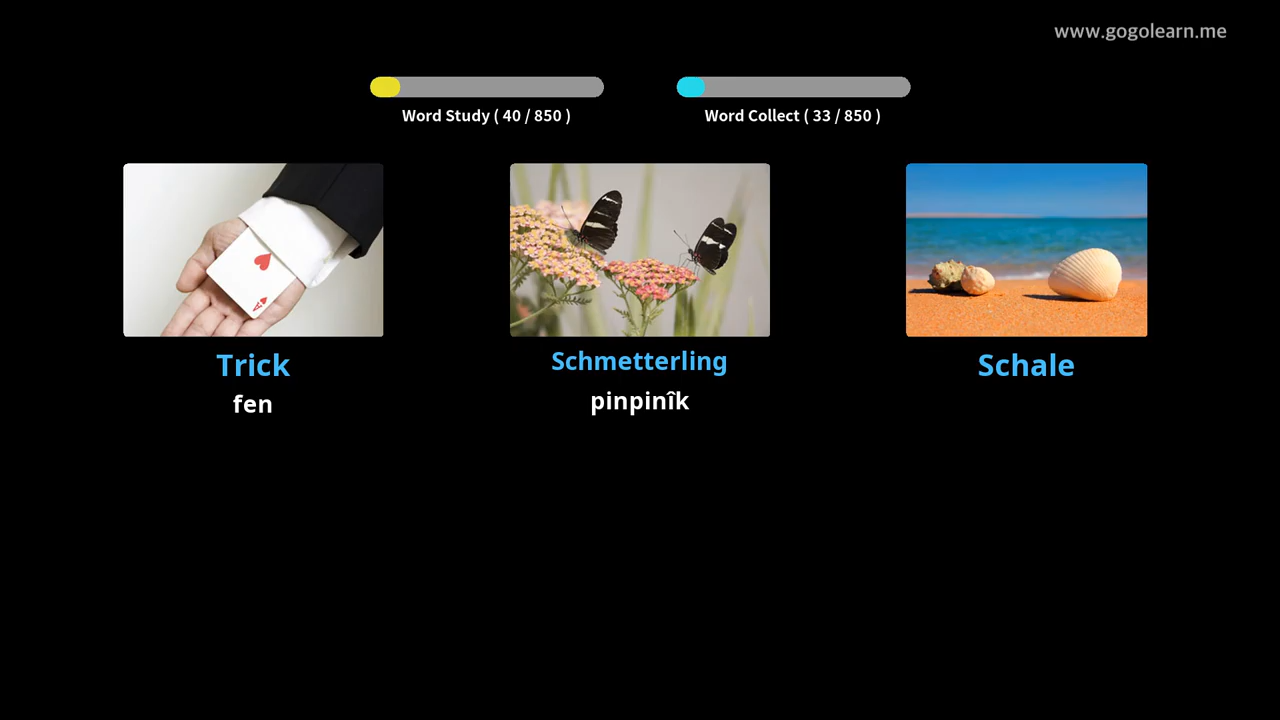 www.gogolearn.me
Word Study ( 40 / 850 )
Word Collect ( 33 / 850 )
Trick
Schmetterling
Schale
fen
pinpinîk
A